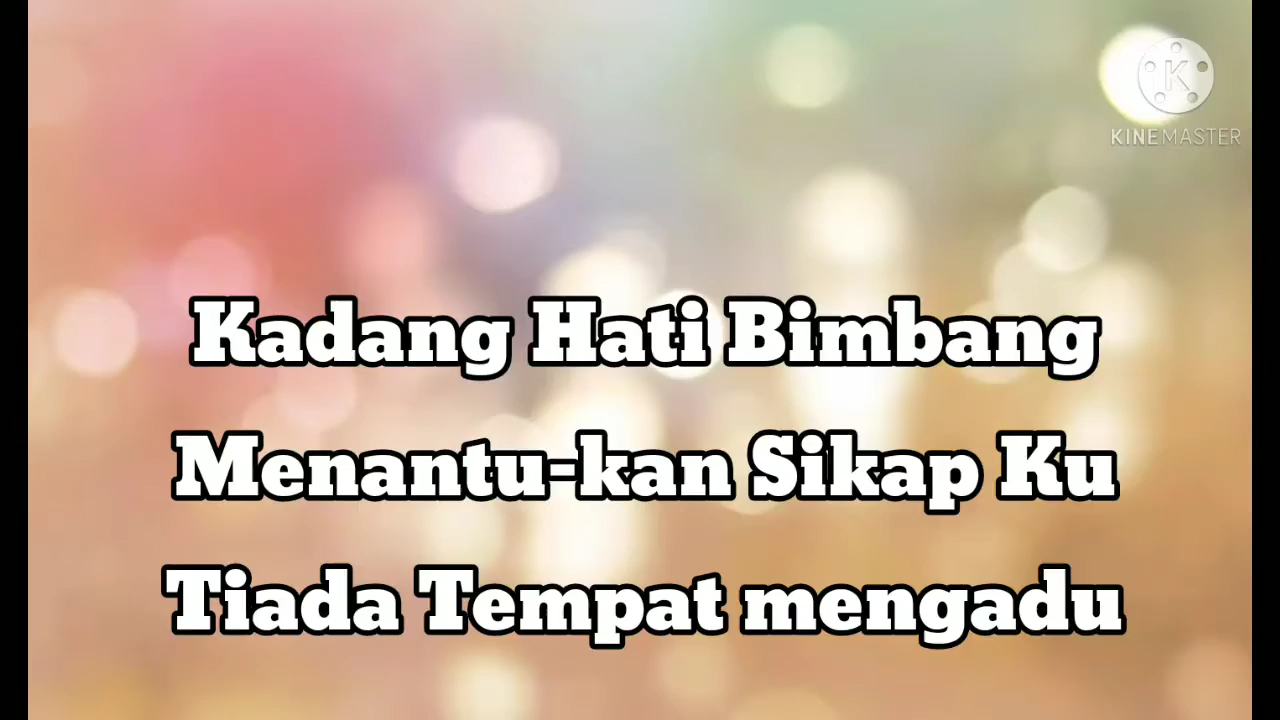 KINEMASTER
Kadang Hati Bimbang
Menantu-kan Sikap Ku
Tiada Tempat mengadu